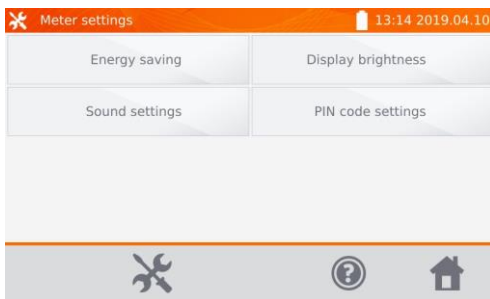 Meter settings 13:14 2019.04.10
Energy saving Display brightness
Sound settings PIN code settings
?